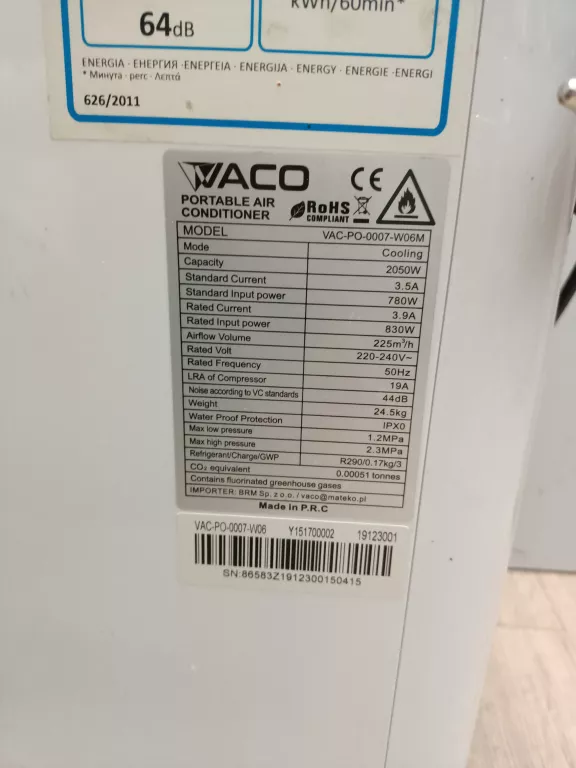 64dB
kWh/60min*
ENERGIA · ЕНЕРГИЯ · ΕΝΕΡΓΕΙΑ · ENERGIJA · ENERGY · ENERGIE · ENERGI
* Минута · perc · Λεπτά
626/2011
VACO
CE
PORTABLE AIR
CONDITIONER
RoHS
COMPLIANT
MODEL VAC-PO-0007-W06M
Mode Cooling
Capacity 2050W
Standard Current 3.5A
Standard Input power 780W
Rated Current 3.9A
Rated Input power 830W
Airflow Volume 225m³/h
Rated Volt 220-240V~
Rated Frequency 50Hz
LRA of Compressor 19A
Noise according to VC standards 44dB
Weight 24.5kg
Water Proof Protection IPX0
Max low pressure 1.2MPa
Max high pressure 2.3MPa
Refrigerant/Charge/GWP R290/0.17kg/3
CO₂ equivalent 0.00051 tonnes
Contains fluorinated greenhouse gases
IMPORTER: BRM Sp. z o.o. / vaco@mateko.pl
Made in P.R.C
VAC-PO-0007-W06 Y151700002 19123001
SN:86583Z1912300150415